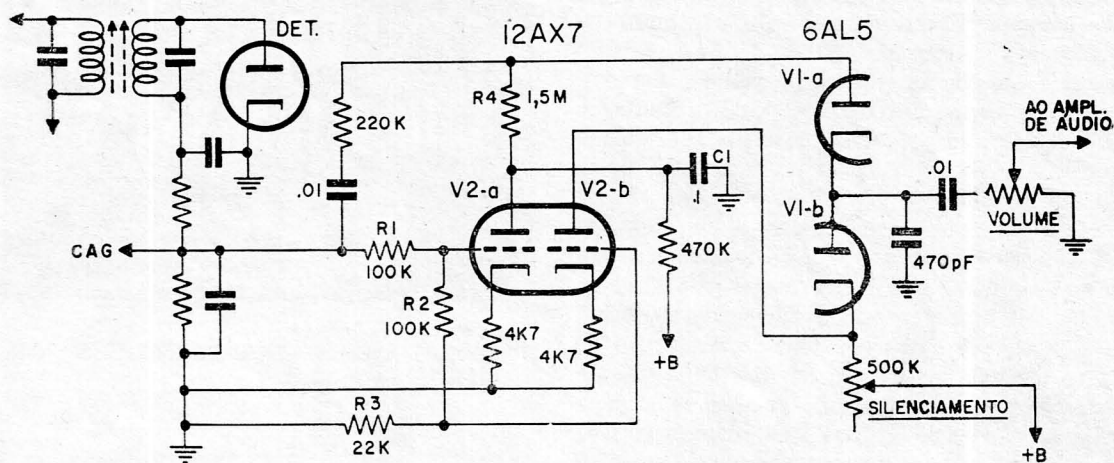 DET.
12AX7
6AL5
V1-a
R4
1,5M
220K
AO AMPL.
DE AUDIO
C1
.01
.01
.1
V2-a
V2-b
V1-b
VOLUME
CAG
R1
100K
470K
470pF
R2
100K
4K7
4K7
+B
500K
SILENCIAMENTO
R3
22K
+B